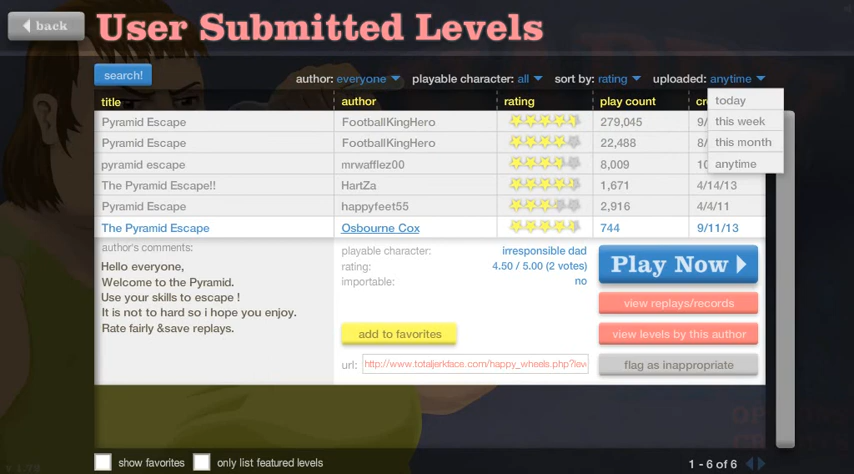 back
User Submitted Levels
search!
author: everyone playable character: all sort by: rating uploaded: anytime
title author rating play count
today
this week
this month
anytime
Pyramid Escape FootballKingHero 279,045 9/
Pyramid Escape FootballKingHero 22,488 8/
pyramid escape mrwafflez00 8,009 10
The Pyramid Escape!! HartZa 1,671 4/14/13
Pyramid Escape happyfeet55 2,916 4/4/11
The Pyramid Escape Osbourne Cox 744 9/11/13
author's comments:
Hello everyone,
Welcome to the Pyramid.
Use your skills to escape !
It is not to hard so i hope you enjoy.
Rate fairly &save replays.
playable character: irresponsible dad
rating: 4.50 / 5.00 (2 votes)
importable: no
add to favorites
url: http://www.totaljerkface.com/happy_wheels.php?lev
Play Now
view replays/records
view levels by this author
flag as inappropriate
show favorites only list featured levels
1 - 6 of 6